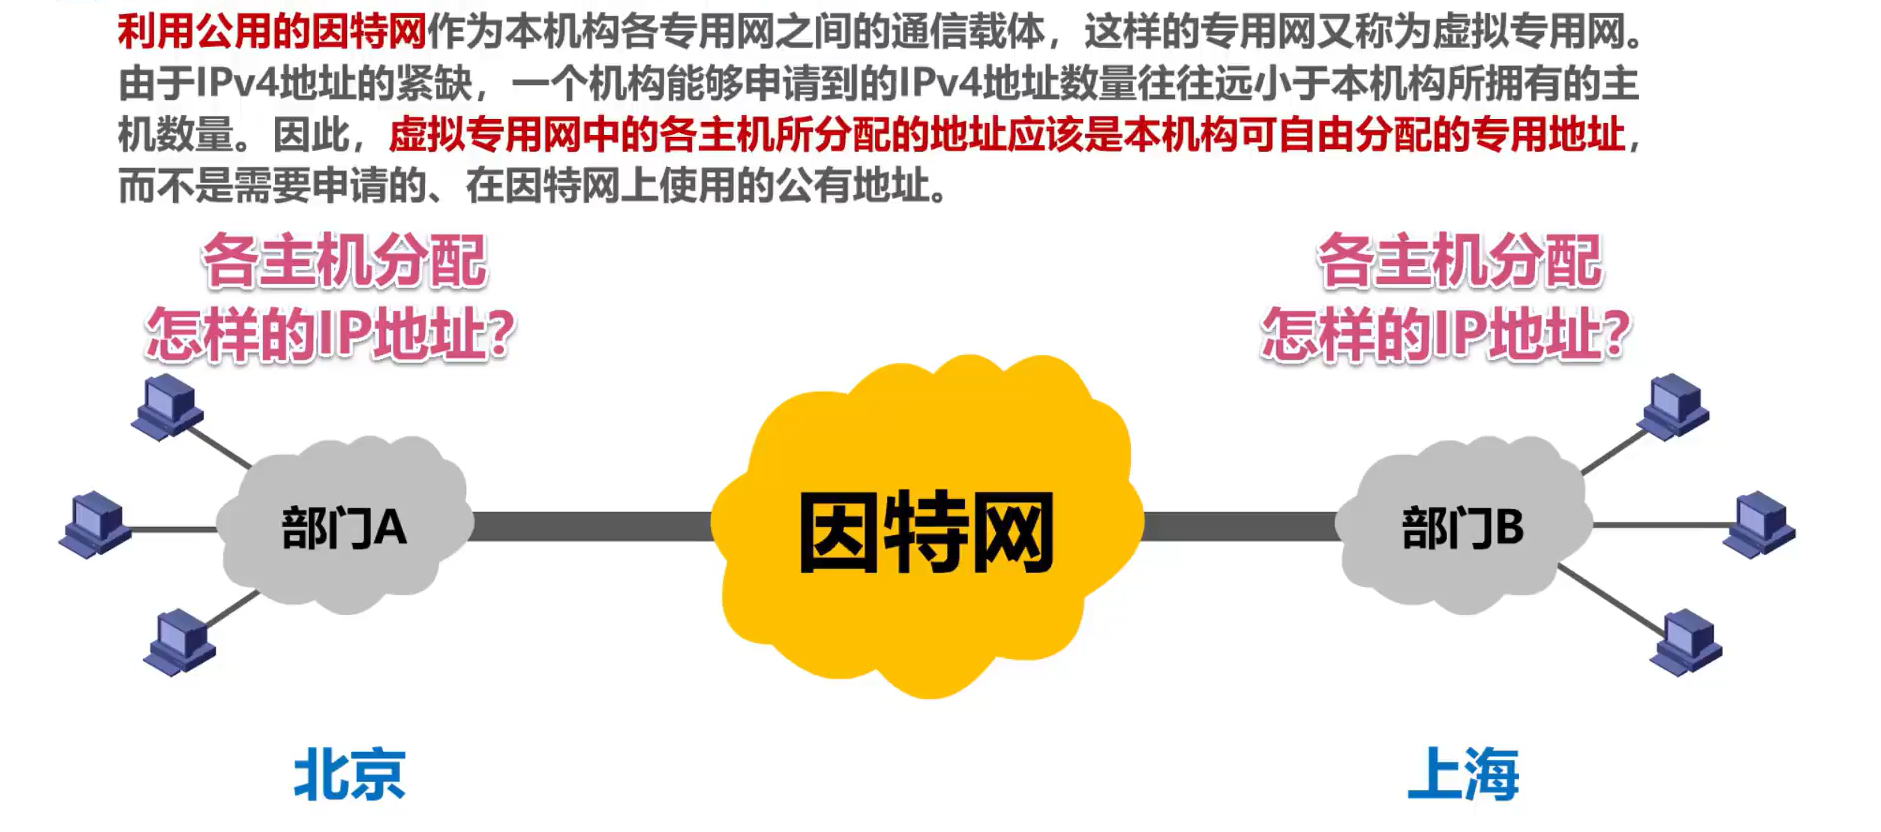 利用公用的因特网作为本机构各专用网之间的通信载体，这样的专用网又称为虚拟专用网。
由于IPv4地址的紧缺，一个机构能够申请到的IPv4地址数量往往远小于本机构所拥有的主
机数量。因此，虚拟专用网中的各主机所分配的地址应该是本机构可自由分配的专用地址，
而不是需要申请的、在因特网上使用的公有地址。
各主机分配
怎样的IP地址？
各主机分配
怎样的IP地址？
部门A
因特网
部门B
北京
上海